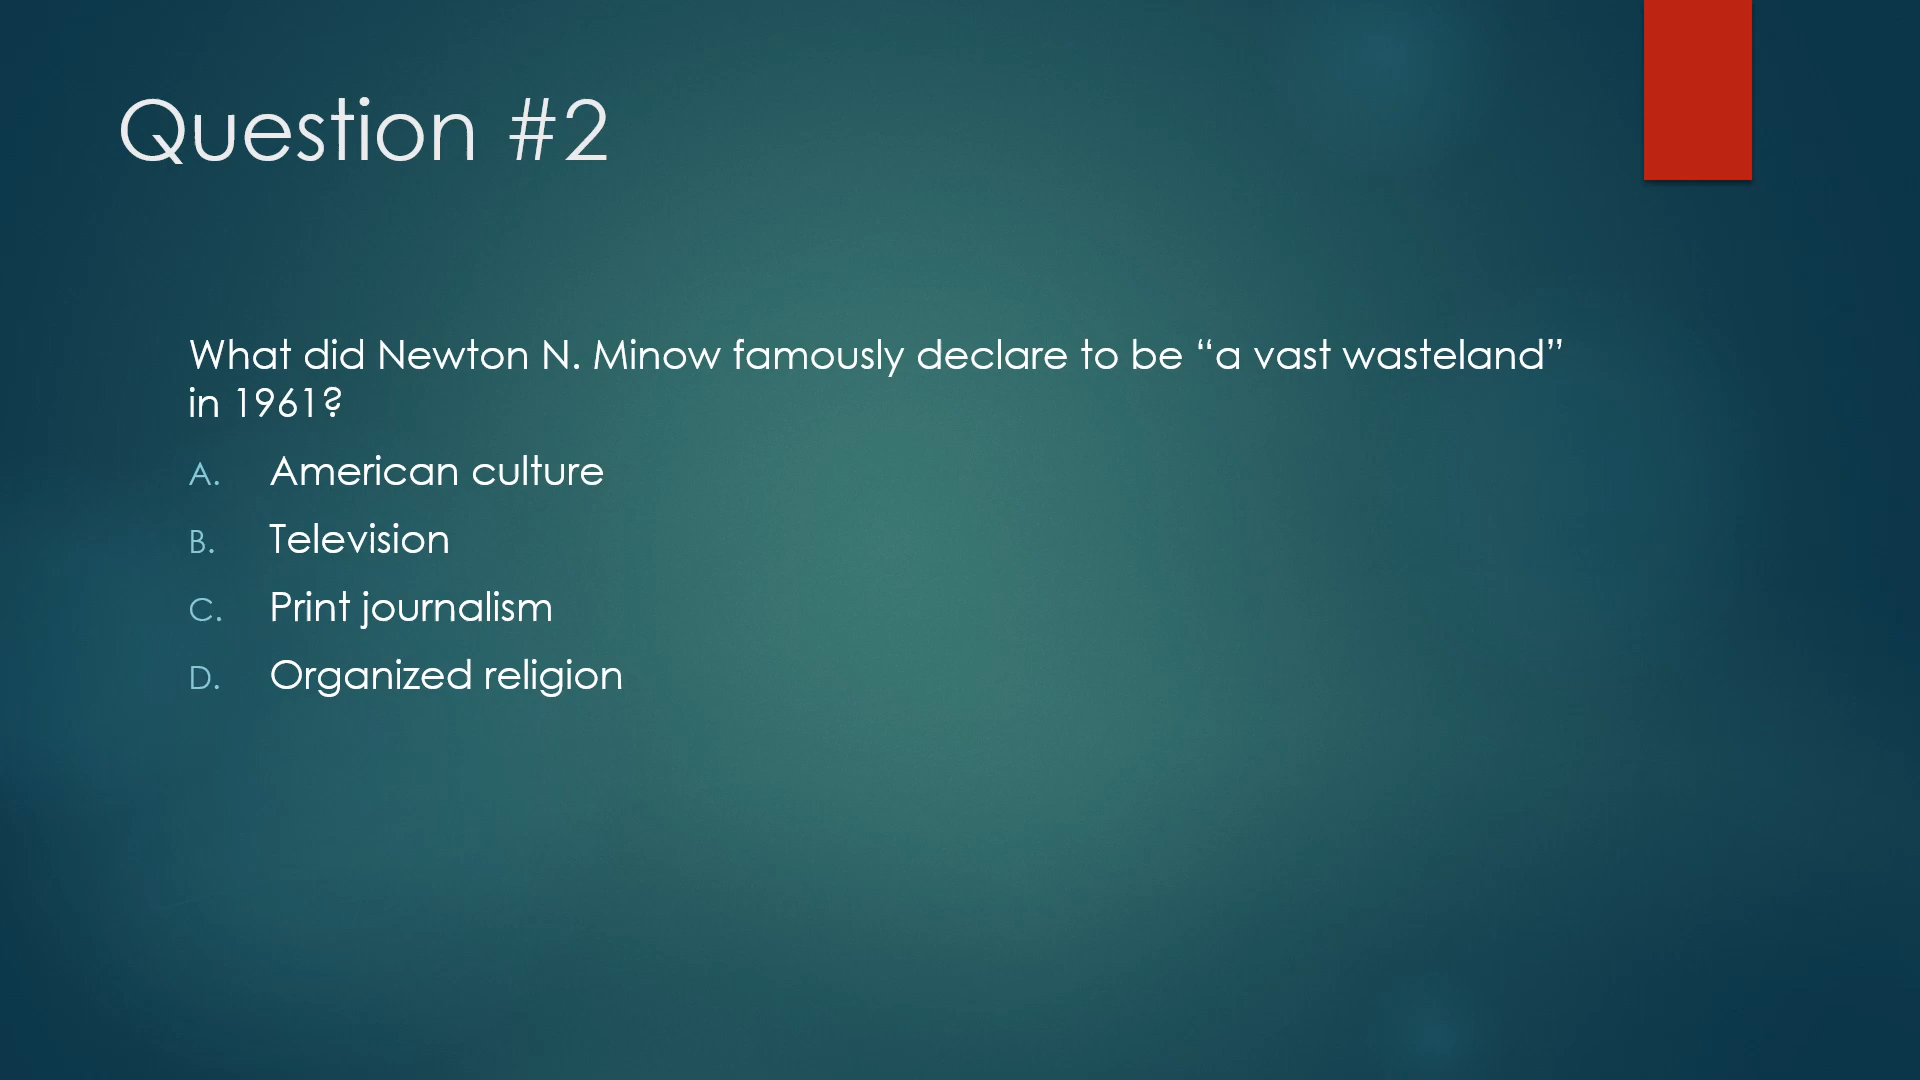 Question #2
What did Newton N. Minow famously declare to be “a vast wasteland”
in 1961?
A. American culture
B. Television
C. Print journalism
D. Organized religion